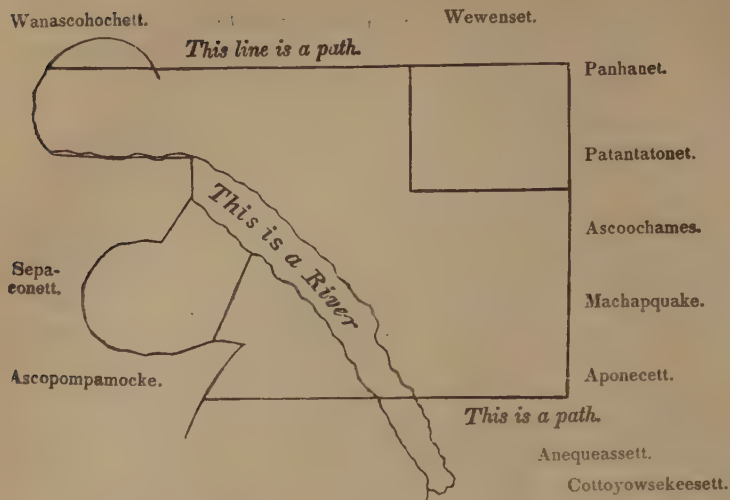 Wanascohochett.
Wewenset.
This line is a path.
Panhanet.
Patantatonet.
This is a River
Ascoochames.
Sepa-
conett.
Machapquake.
Ascopompamocke.
Aponecett.
This is a path.
Anequeassett.
Cottoyowsekeesett.